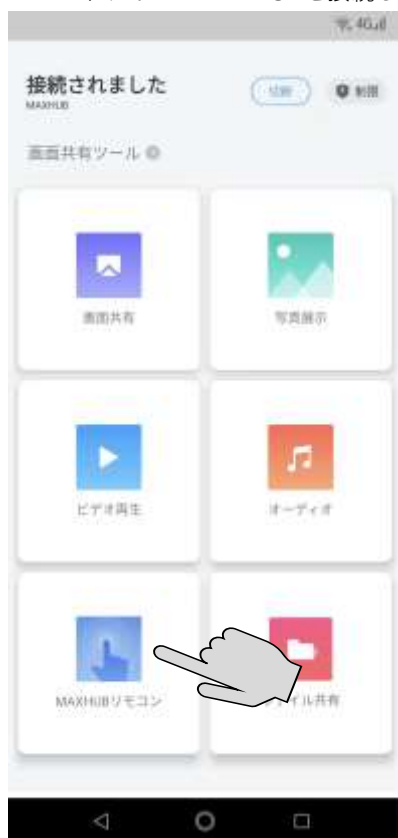 4G
接続されました
MAXHUB
切断
制限
画面共有ツール
画面共有
写真展示
ビデオ再生
オーディオ
MAXHUBリモコン
ファイル共有